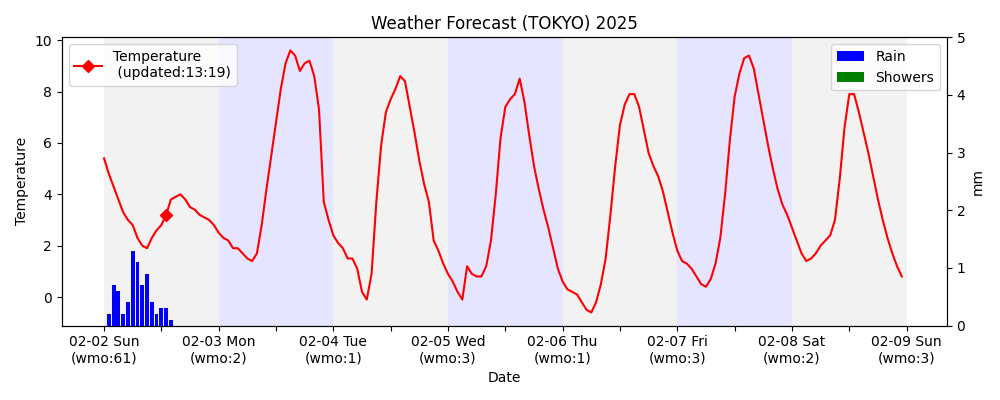 Weather Forecast (TOKYO) 2025
Temperature
(updated:13:19)
Rain
Showers
10
8
6
4
2
0
Temperature
5
4
3
2
1
0
mm
02-02 Sun
(wmo:61)
02-03 Mon
(wmo:2)
02-04 Tue
(wmo:1)
02-05 Wed
(wmo:3)
02-06 Thu
(wmo:1)
02-07 Fri
(wmo:3)
02-08 Sat
(wmo:2)
02-09 Sun
(wmo:3)
Date